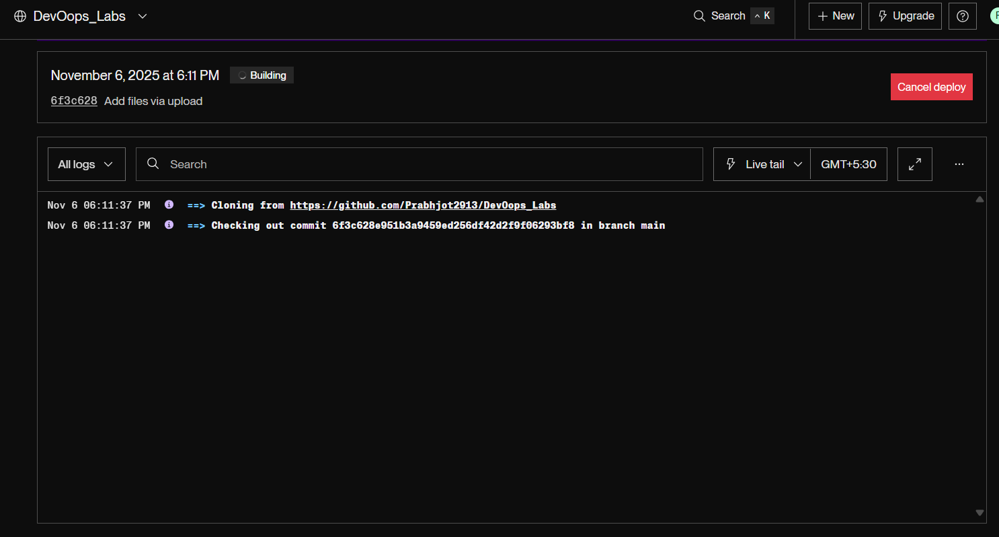 DevOops_Labs
Search ^ K
+ New
Upgrade
November 6, 2025 at 6:11 PM Building
Cancel deploy
6f3c628 Add files via upload
All logs
Search
Live tail
GMT+5:30
...
Nov 6 06:11:37 PM ==> Cloning from https://github.com/Prabhjot2913/DevOops_Labs
Nov 6 06:11:37 PM ==> Checking out commit 6f3c628e951b3a9459ed256df42d2f9f06293bf8 in branch main